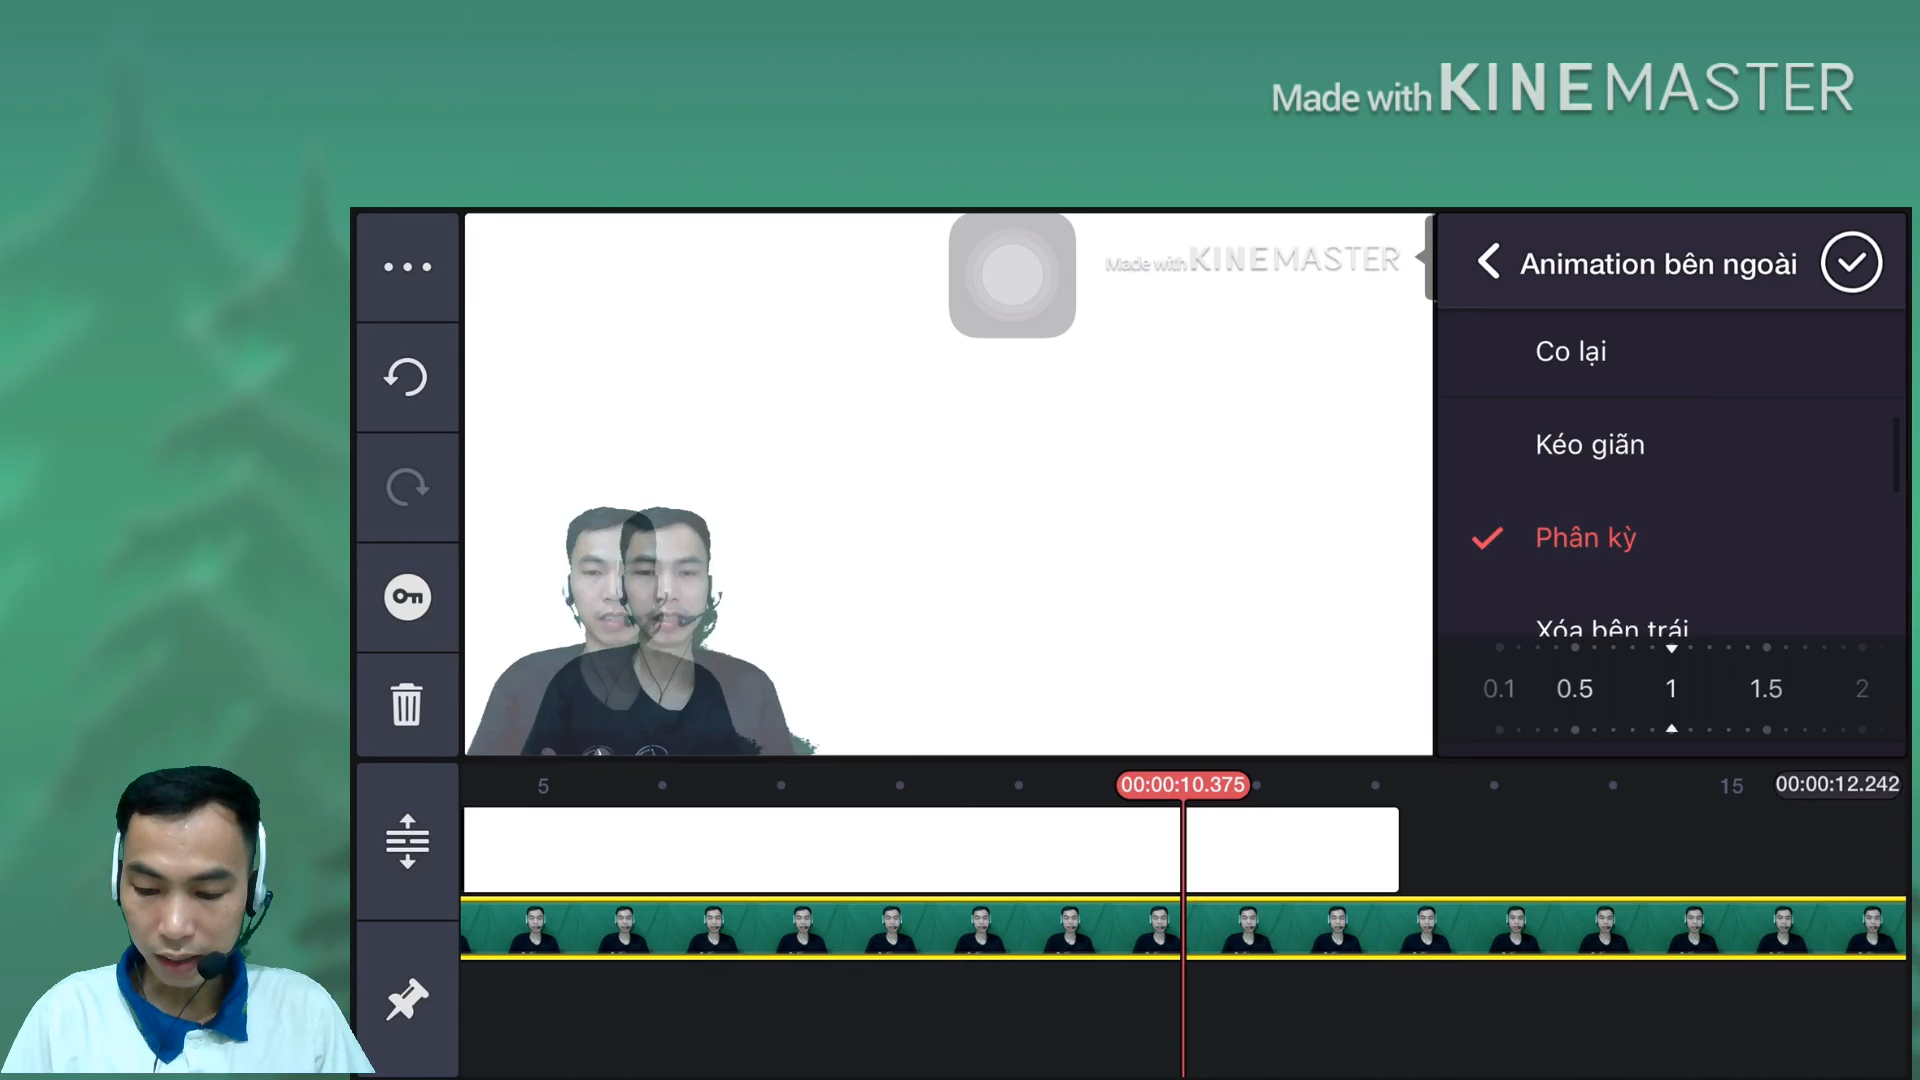 Made with KINEMASTER
Made with KINEMASTER
Animation bên ngoài
Co lại
Kéo giãn
Phân kỳ
Xóa bên trái
0.1 0.5 1 1.5 2
5 00:00:10.375 15 00:00:12.242